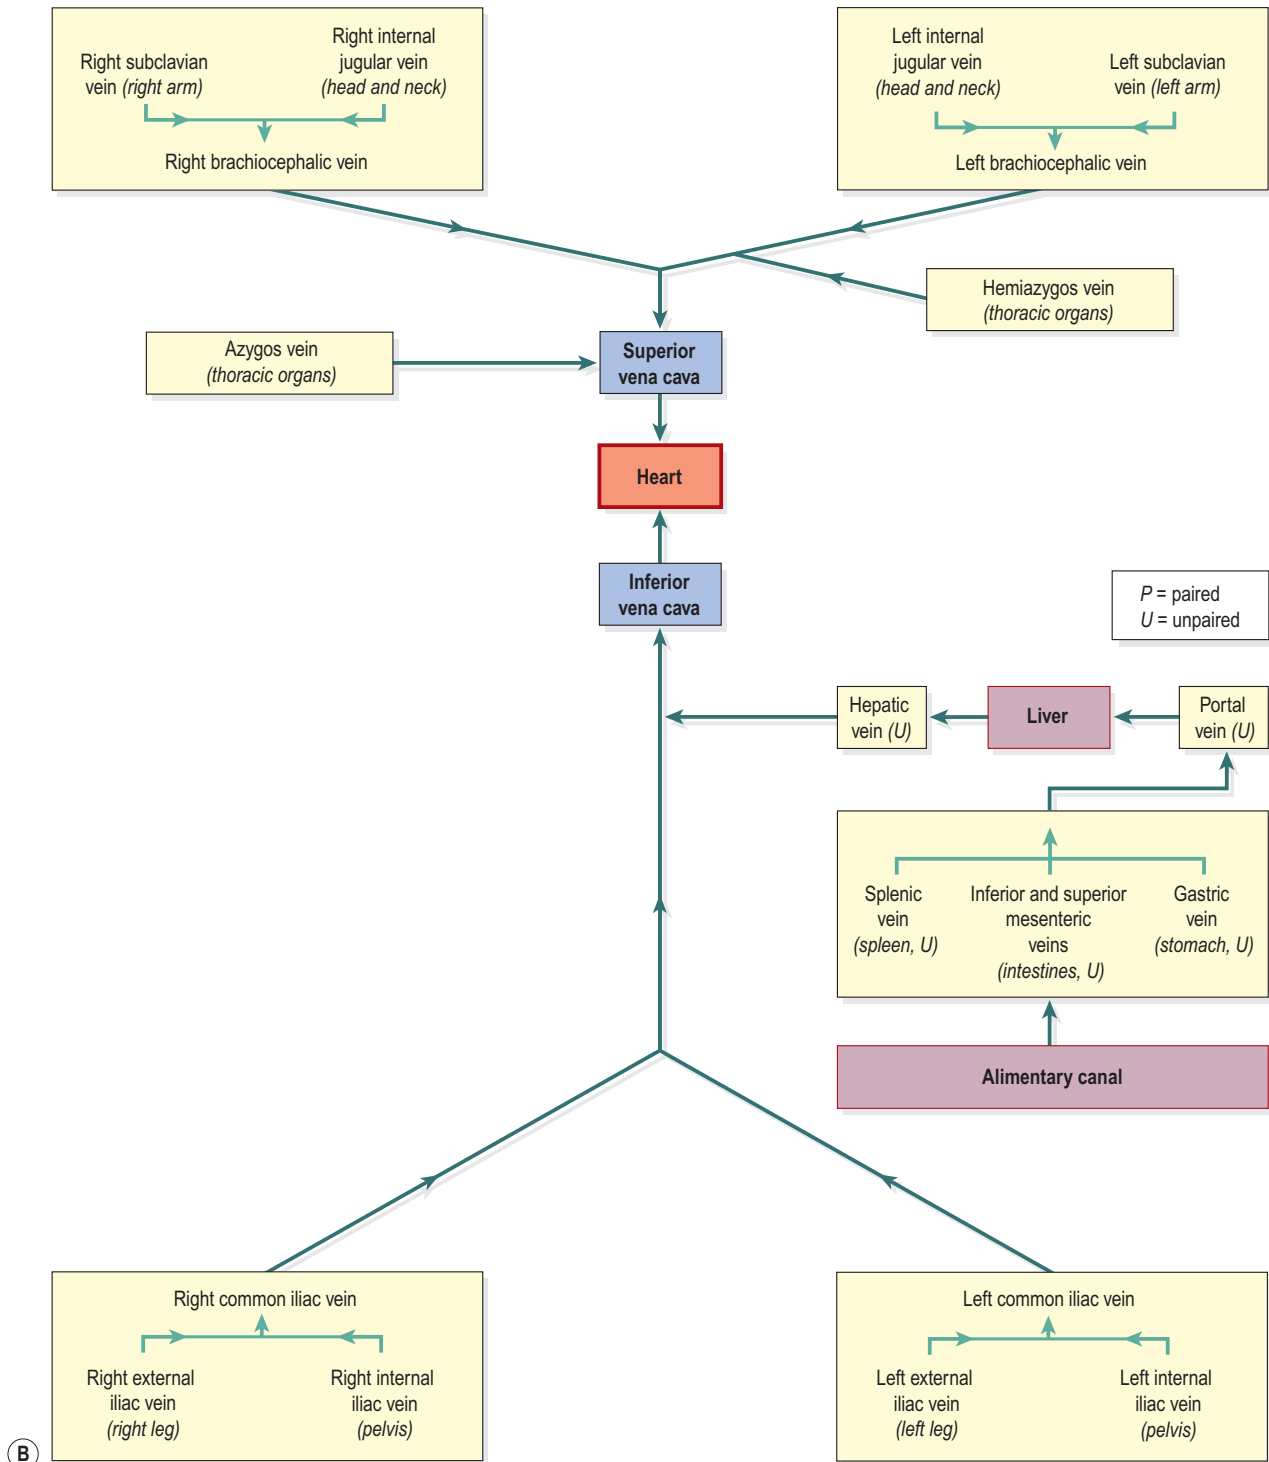 Right subclavian
vein (right arm)
Right internal
jugular vein
(head and neck)
Right brachiocephalic vein
Left internal
jugular vein
(head and neck)
Left subclavian
vein (left arm)
Left brachiocephalic vein
Hemiazygos vein
(thoracic organs)
Azygos vein
(thoracic organs)
Superior
vena cava
Heart
Inferior
vena cava
P = paired
U = unpaired
Hepatic
vein (U)
Liver
Portal
vein (U)
Splenic
vein
(spleen, U)
Inferior and superior
mesenteric
veins
(intestines, U)
Gastric
vein
(stomach, U)
Alimentary canal
Right common iliac vein
Right external
iliac vein
(right leg)
Right internal
iliac vein
(pelvis)
Left common iliac vein
Left external
iliac vein
(left leg)
Left internal
iliac vein
(pelvis)
B